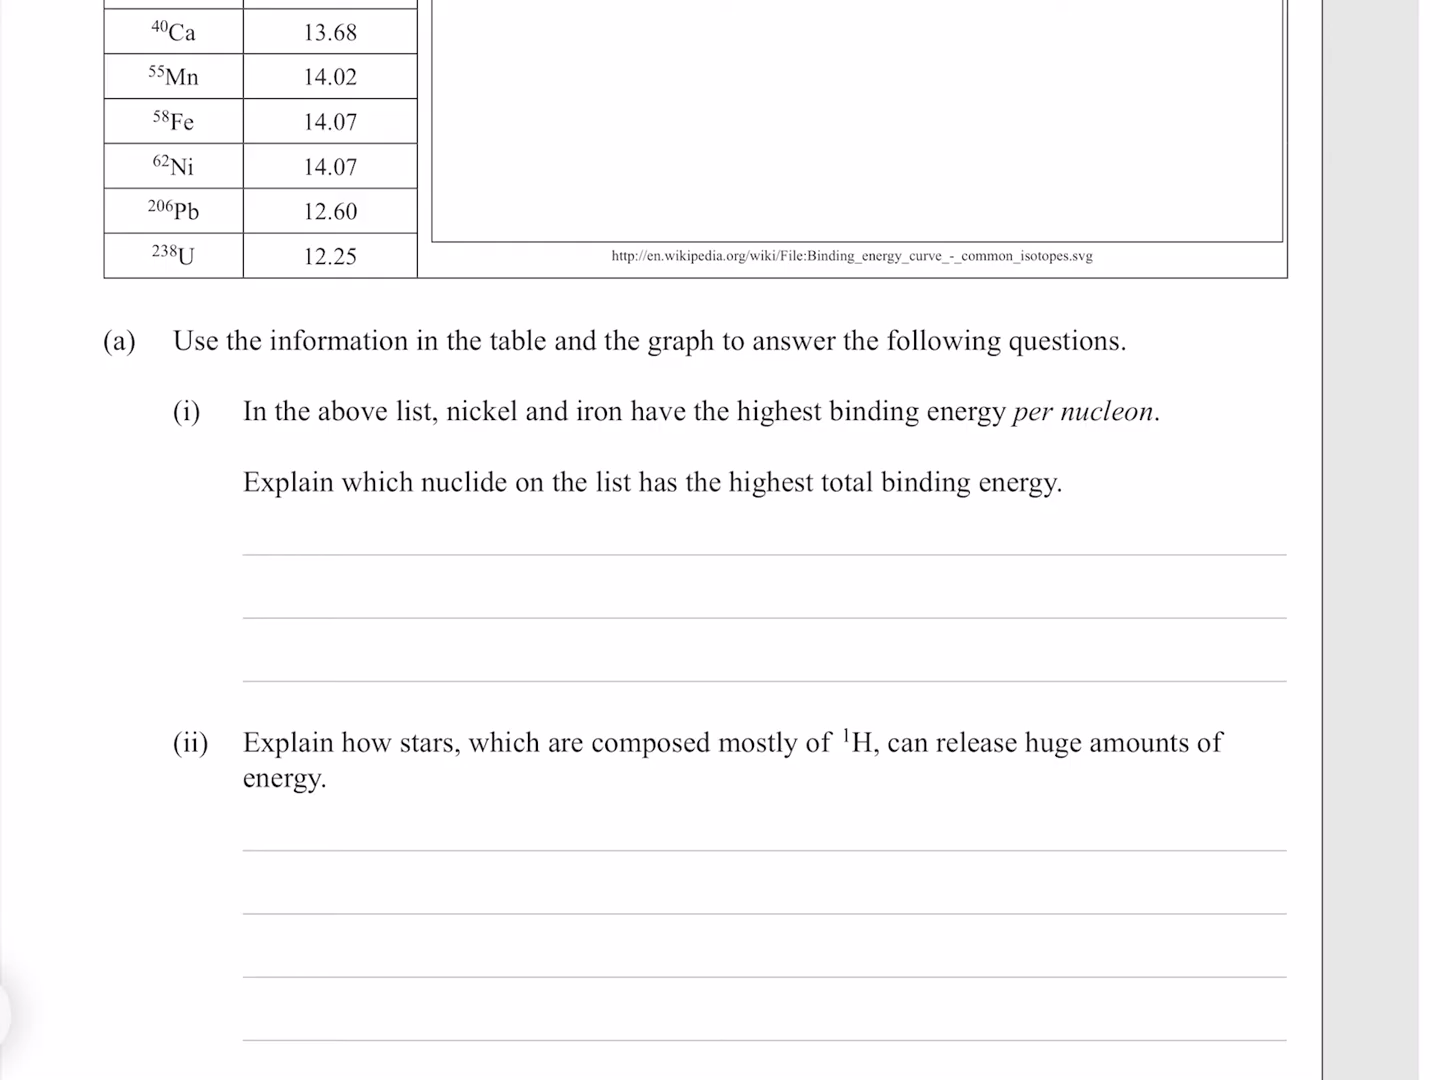 ⁴⁰Ca 13.68
⁵⁵Mn 14.02
⁵⁸Fe 14.07
⁶²Ni 14.07
²⁰⁶Pb 12.60
²³⁸U 12.25
http://en.wikipedia.org/wiki/File:Binding_energy_curve_-_common_isotopes.svg
(a) Use the information in the table and the graph to answer the following questions.
(i) In the above list, nickel and iron have the highest binding energy per nucleon.
Explain which nuclide on the list has the highest total binding energy.
(ii) Explain how stars, which are composed mostly of ¹H, can release huge amounts of
energy.